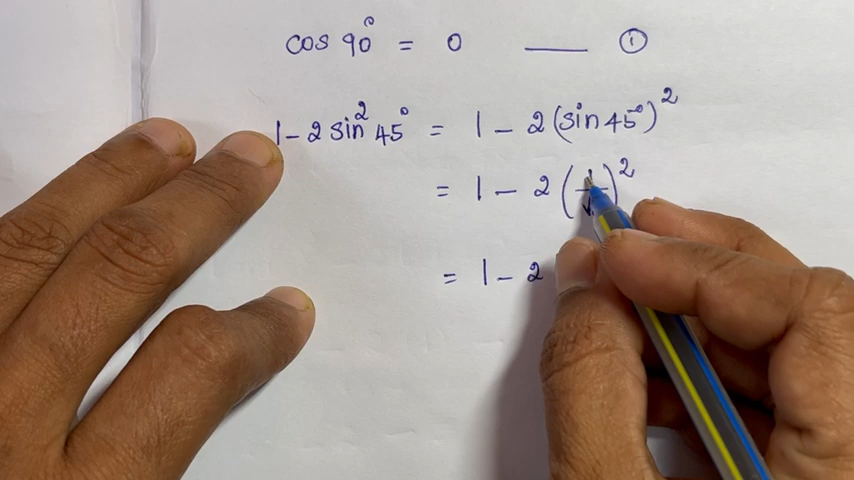 cos 90° = 0 —— ①
1 - 2 sin² 45° = 1 - 2 (sin 45°)²
= 1 - 2 (1/√ )²
= 1 - 2